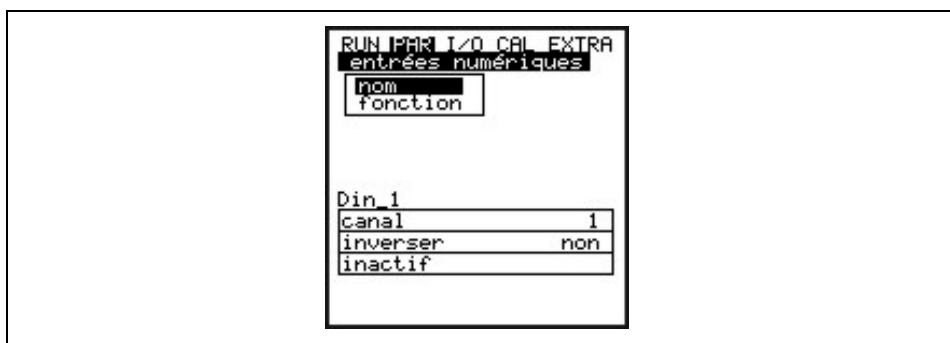 RUN PAR I/O CAL EXTRA
entrées numériques
nom
fonction
Din_1
canal 1
inverser non
inactif